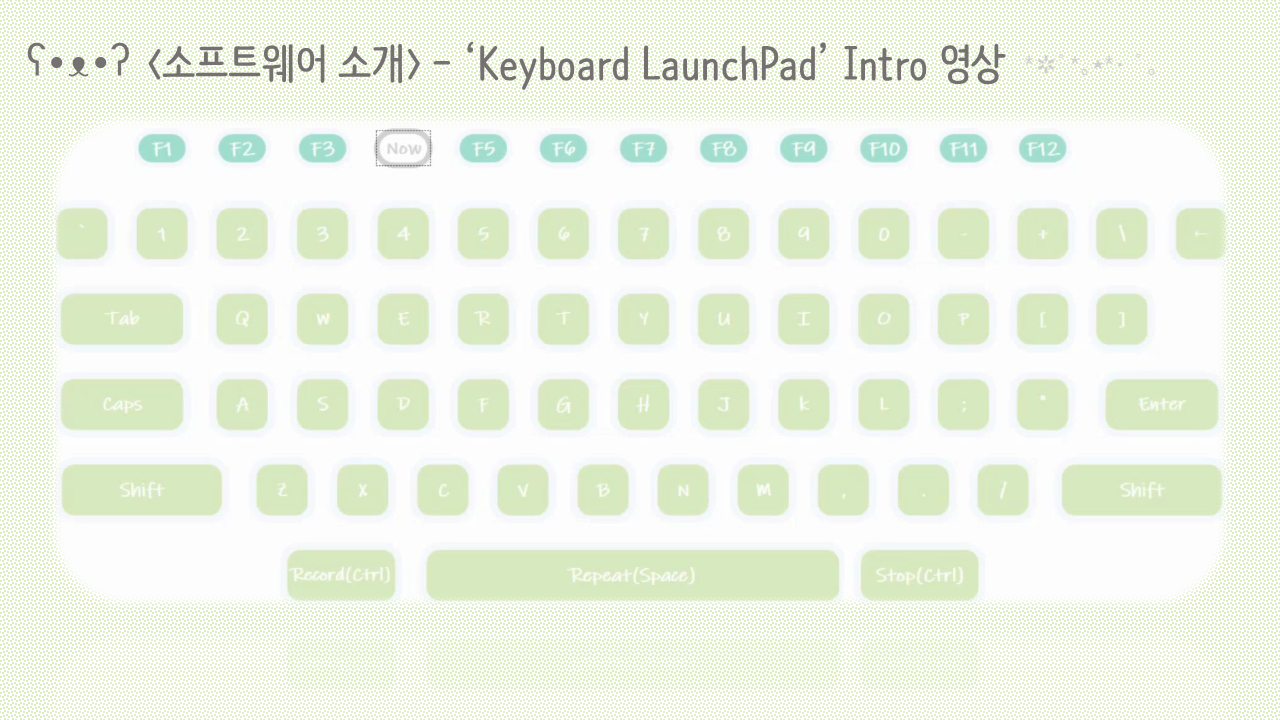 ʕ•ᴥ•ʔ <소프트웨어 소개> - ‘Keyboard LaunchPad’ Intro 영상 *✲ﾟ*｡⋆*･ ﾟ｡
F1 F2 F3 Now F5 F6 F7 F8 F9 F10 F11 F12
` 1 2 3 4 5 6 7 8 9 0 - + \ ←
Tab Q W E R T Y U I O P [ ]
Caps A S D F G H J K L ; " Enter
Shift Z X C V B N M , . / Shift
Record(Ctrl) Repeat(Space) Stop(Ctrl)